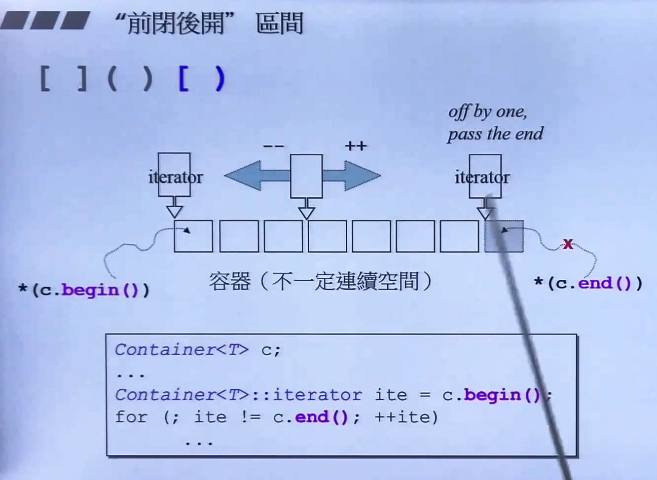 “前閉後開” 區間
[ ] ( ) [ )
off by one,
pass the end
-- ++
iterator iterator
*(c.begin()) 容器（不一定連續空間） x *(c.end())
Container<T> c;
...
Container<T>::iterator ite = c.begin();
for (; ite != c.end(); ++ite)
...